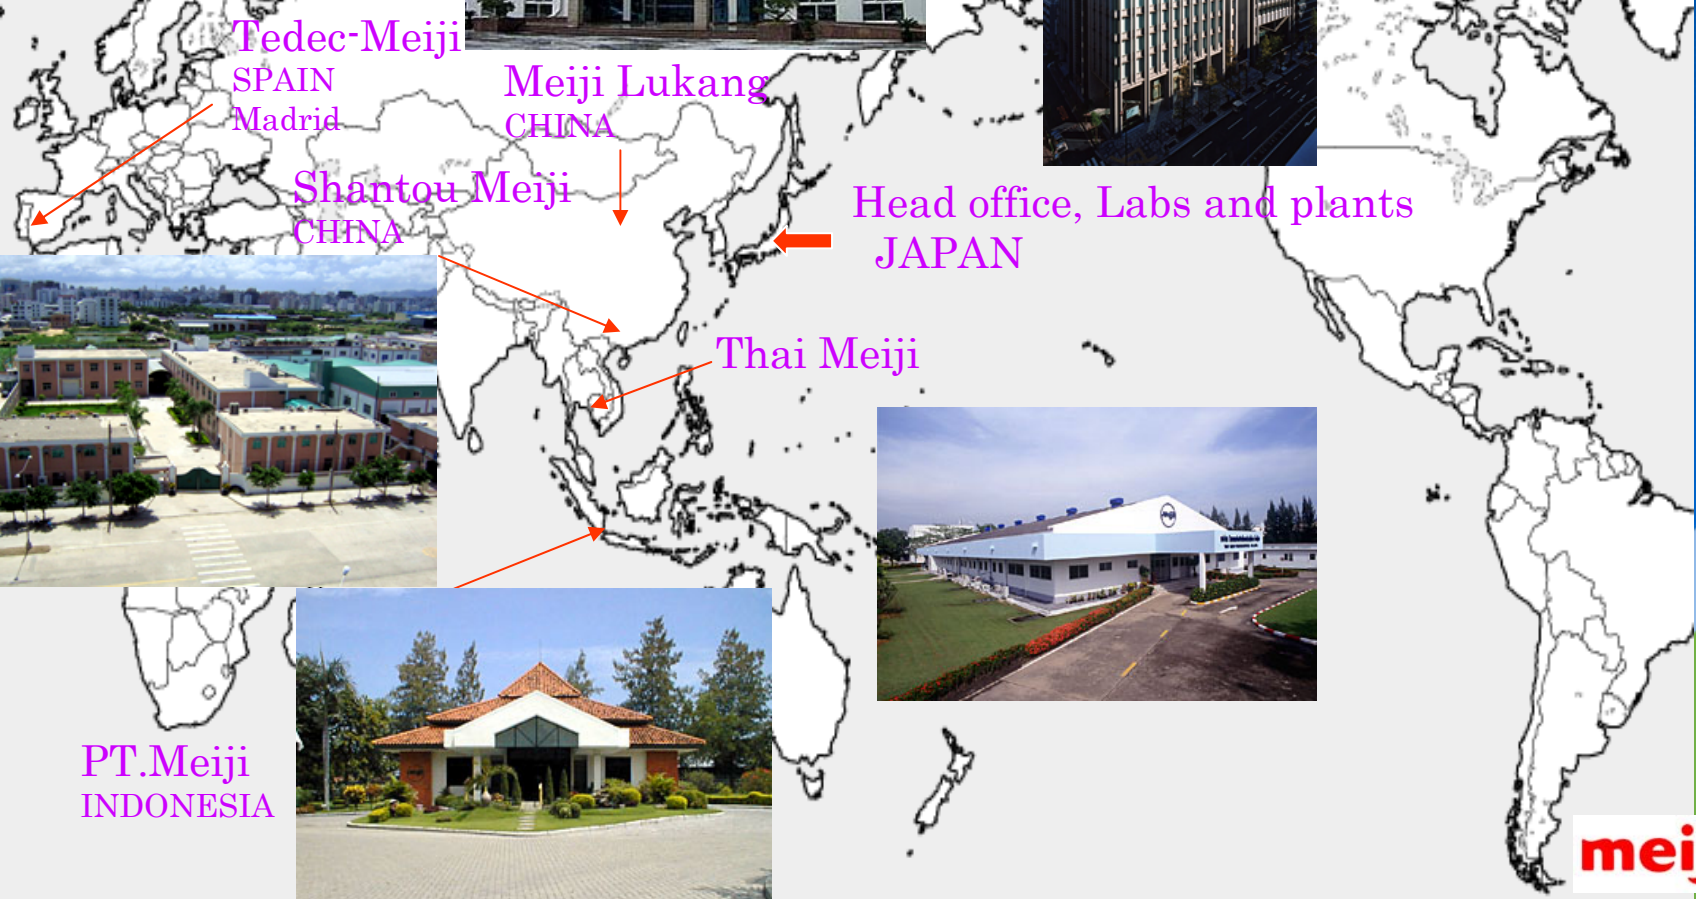 Tedec-Meiji
SPAIN
Madrid
Meiji Lukang
CHINA
Shantou Meiji
CHINA
Head office, Labs and plants
JAPAN
Thai Meiji
PT.Meiji
INDONESIA
mei